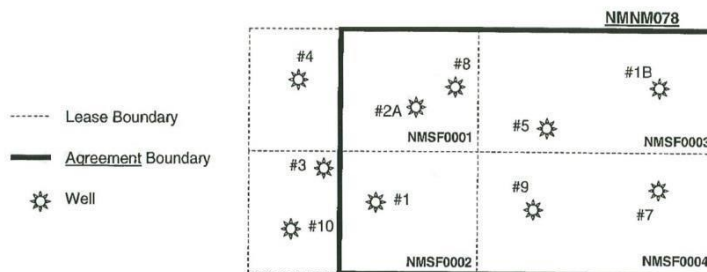 NMNM078
#4
#8
#1B
#2A
#5
Lease Boundary
NMSF0001
NMSF0003
Agreement Boundary
#3
Well
#1
#9
#7
#10
NMSF0002
NMSF0004